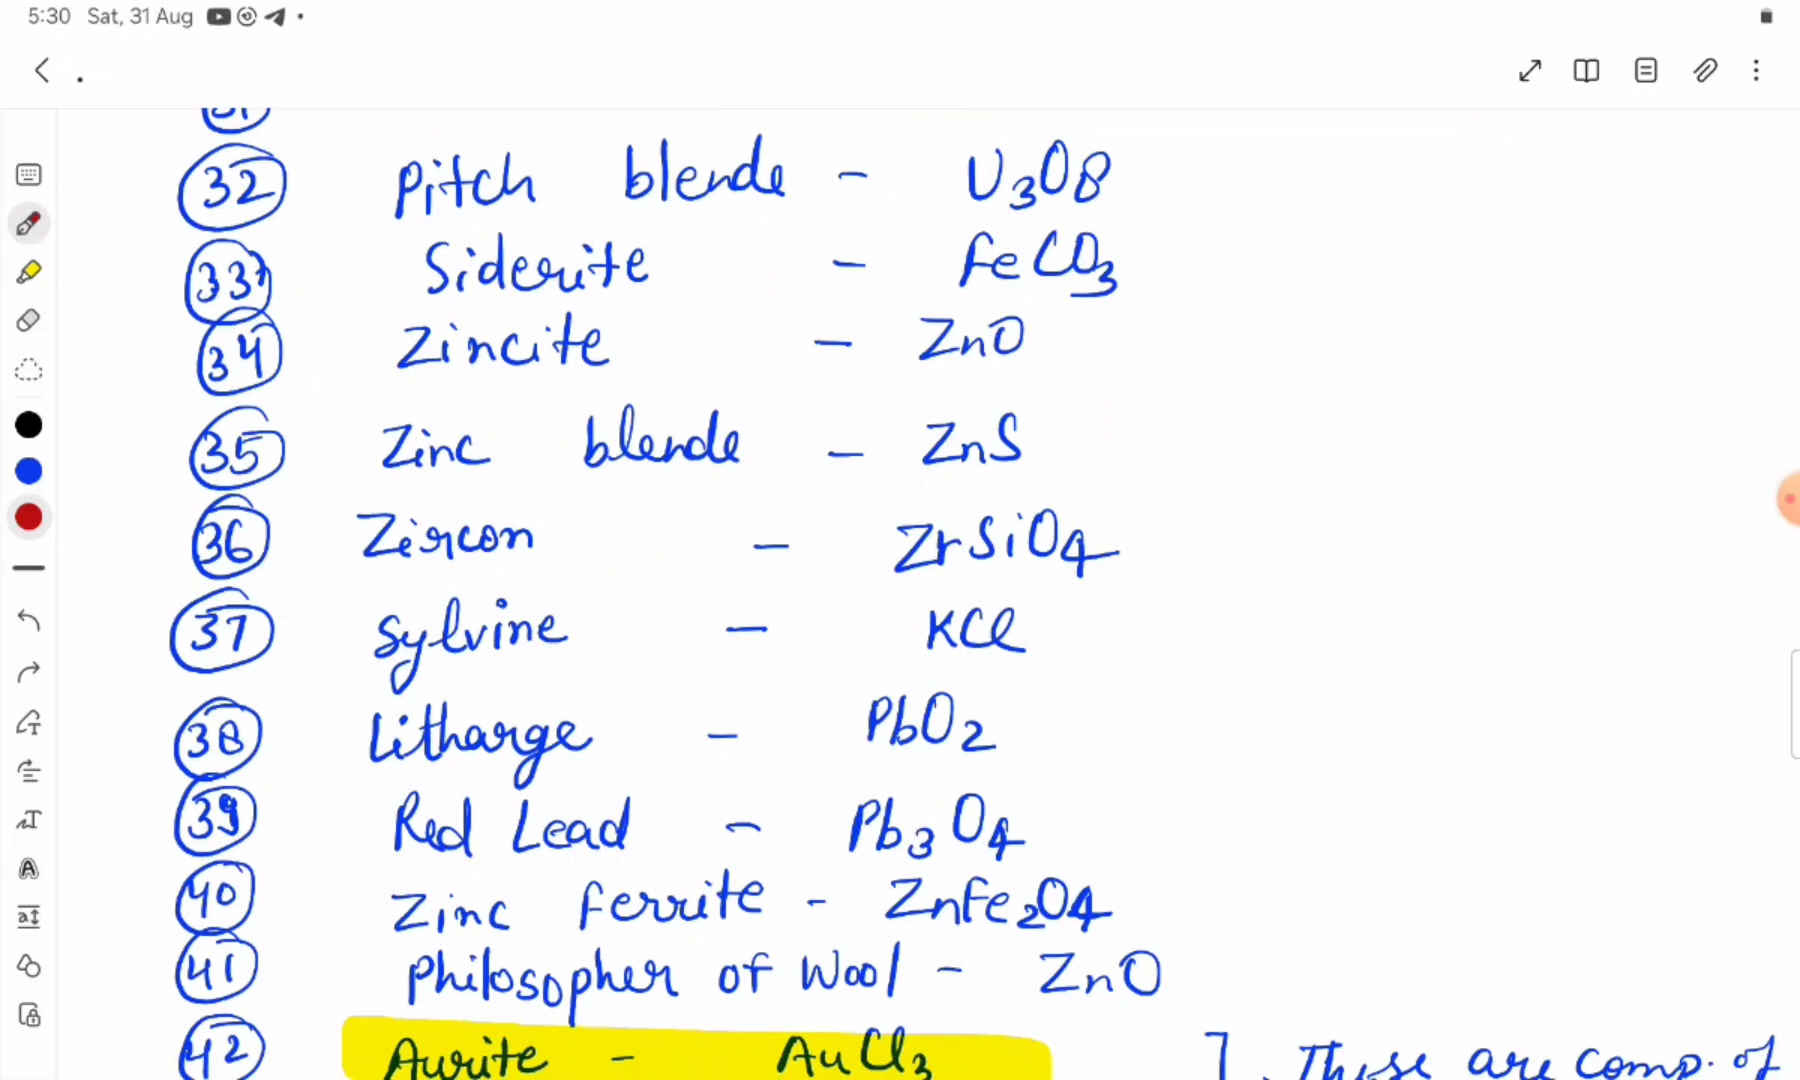 5:30 Sat, 31 Aug
.
31
32 Pitch blende - U3O8
33 Siderite - FeCO3
34 Zincite - ZnO
35 Zinc blende - ZnS
36 Zircon - ZrSiO4
37 Sylvine - KCl
38 Litharge - PbO2
39 Red Lead - Pb3O4
40 Zinc ferrite - ZnFe2O4
41 Philosopher of Wool - ZnO
42 Aurite - AuCl3 ] These are comp. of